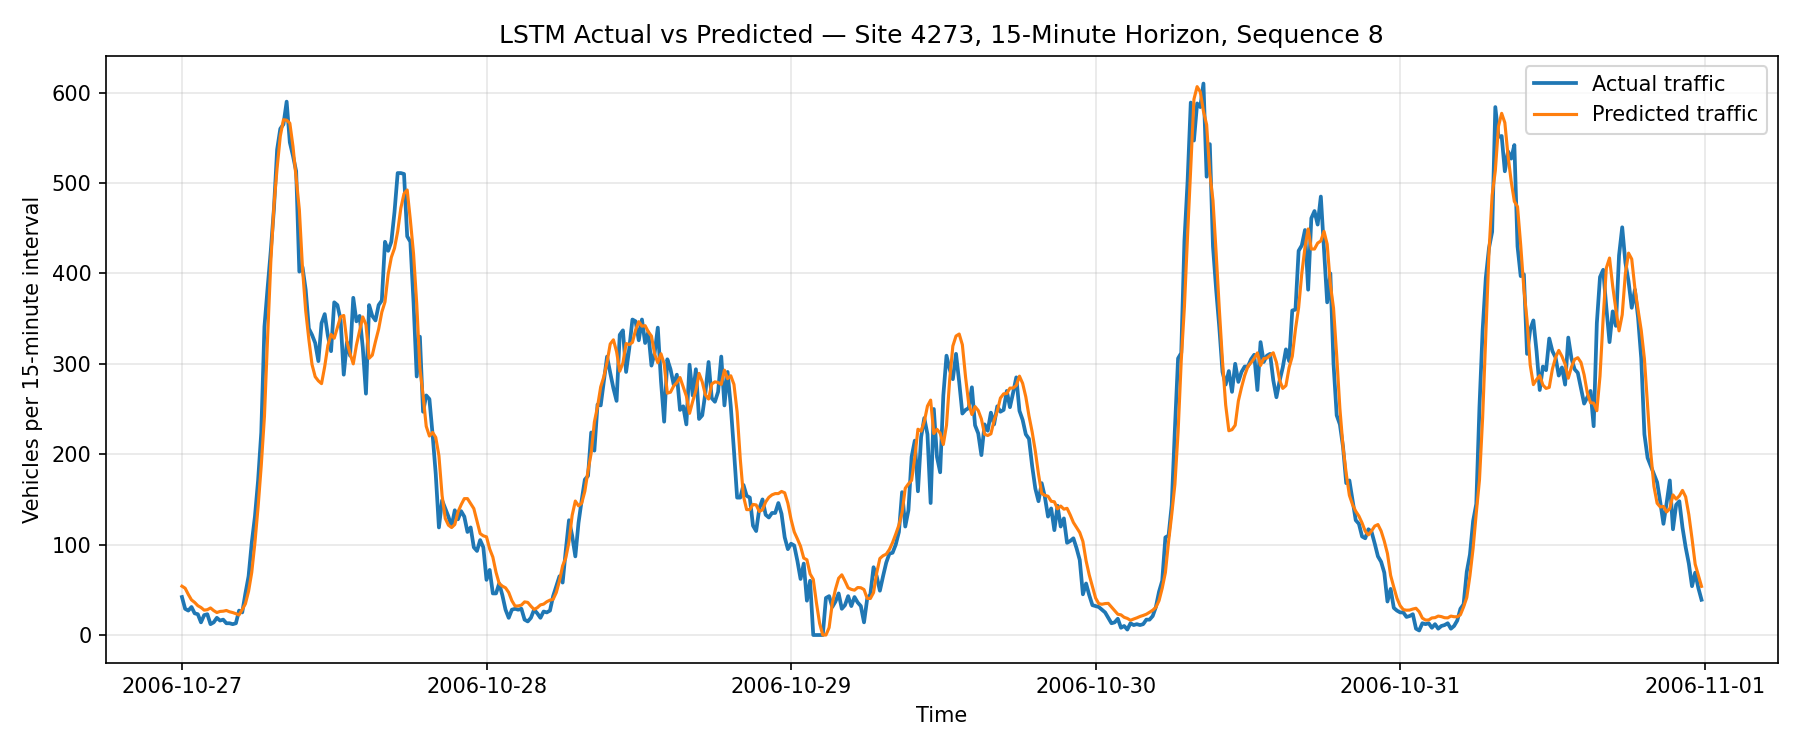 LSTM Actual vs Predicted — Site 4273, 15-Minute Horizon, Sequence 8
Actual traffic
Predicted traffic
Vehicles per 15-minute interval
600
500
400
300
200
100
0
2006-10-27
2006-10-28
2006-10-29
2006-10-30
2006-10-31
2006-11-01
Time